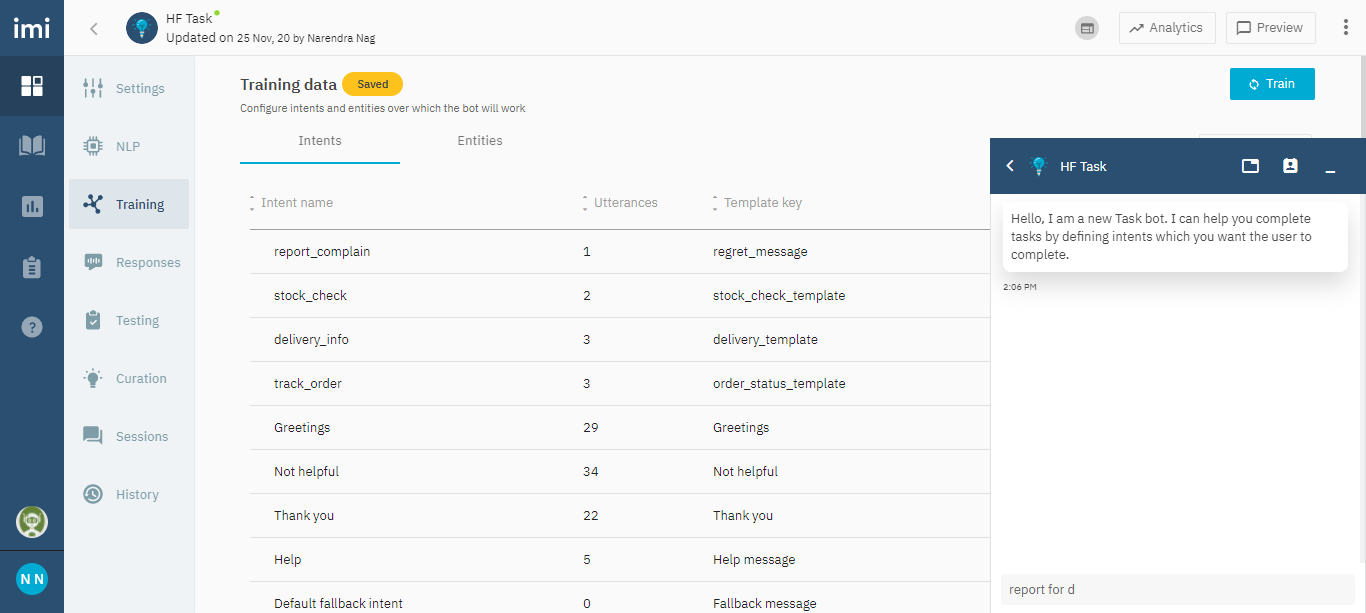 imi
HF Task
Updated on 25 Nov, 20 by Narendra Nag
Analytics
Preview
Settings
NLP
Training
Responses
Testing
Curation
Sessions
History
?
N N
Training data
Saved
Configure intents and entities over which the bot will work
Train
Intents
Entities
Intent name
Utterances
Template key
report_complain 1 regret_message
stock_check 2 stock_check_template
delivery_info 3 delivery_template
track_order 3 order_status_template
Greetings 29 Greetings
Not helpful 34 Not helpful
Thank you 22 Thank you
Help 5 Help message
Default fallback intent 0 Fallback message
HF Task
Hello, I am a new Task bot. I can help you complete
tasks by defining intents which you want the user to
complete.
2:06 PM
report for d